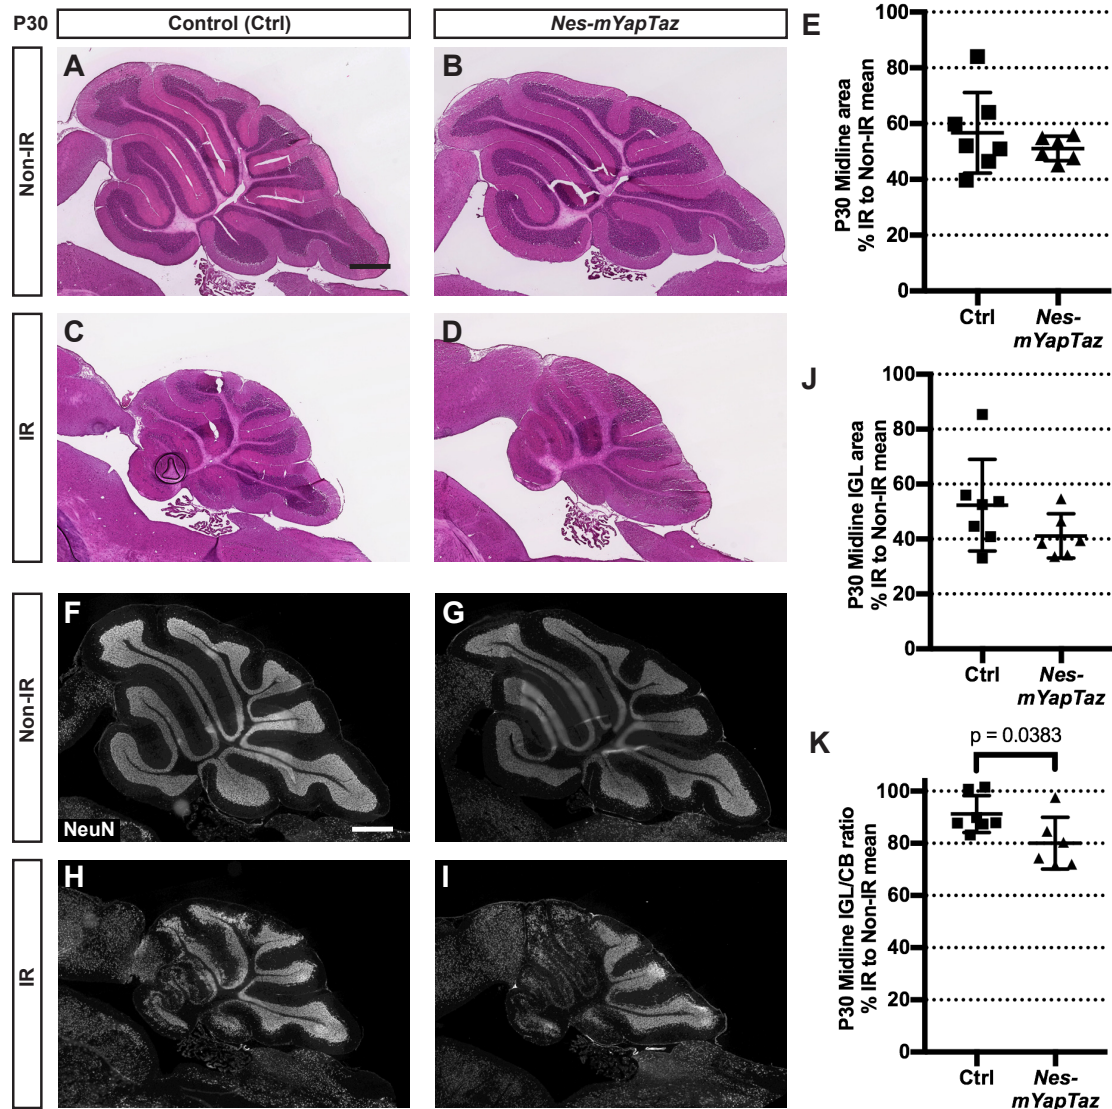 P30
Control (Ctrl)
Nes-mYapTaz
Non-IR
A
B
IR
C
D
Non-IR
F
NeuN
G
IR
H
I
E
P30 Midline area
% IR to Non-IR mean
100
80
60
40
20
0
Ctrl
Nes-
mYapTaz
J
P30 Midline IGL area
% IR to Non-IR mean
100
80
60
40
20
0
Ctrl
Nes-
mYapTaz
K
p = 0.0383
P30 Midline IGL/CB ratio
% IR to Non-IR mean
100
80
60
40
20
0
Ctrl
Nes-
mYapTaz